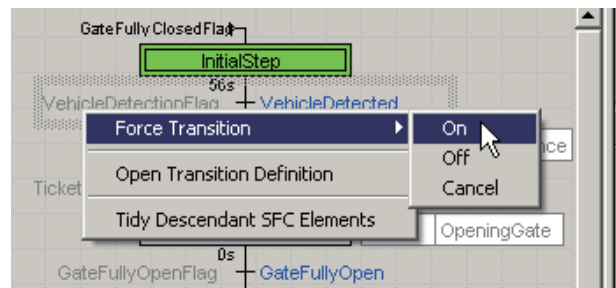 GateFullyClosedFlag
InitialStep
56s
VehicleDetectionFlag VehicleDetected
Force Transition On
Off
Open Transition Definition
Ticket Cancel
Tidy Descendant SFC Elements
OpeningGate
0s
GateFullyOpenFlag GateFullyOpen